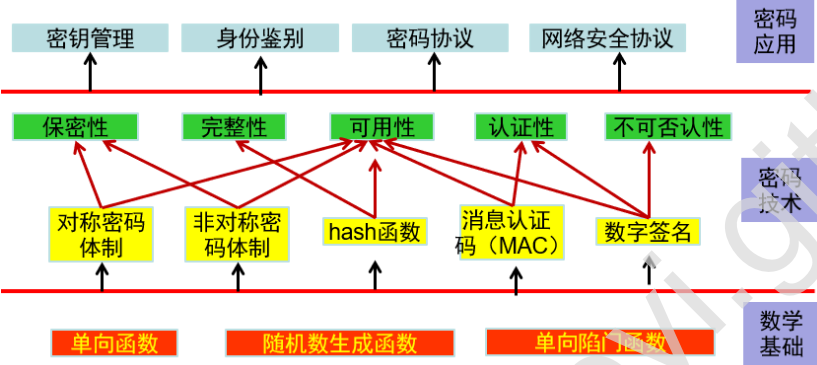 密码
应用
密钥管理
身份鉴别
密码协议
网络安全协议
保密性
完整性
可用性
认证性
不可否认性
密码
技术
对称密码
体制
非对称密
码体制
hash函数
消息认证
码（MAC）
数字签名
数学
基础
单向函数
随机数生成函数
单向陷门函数